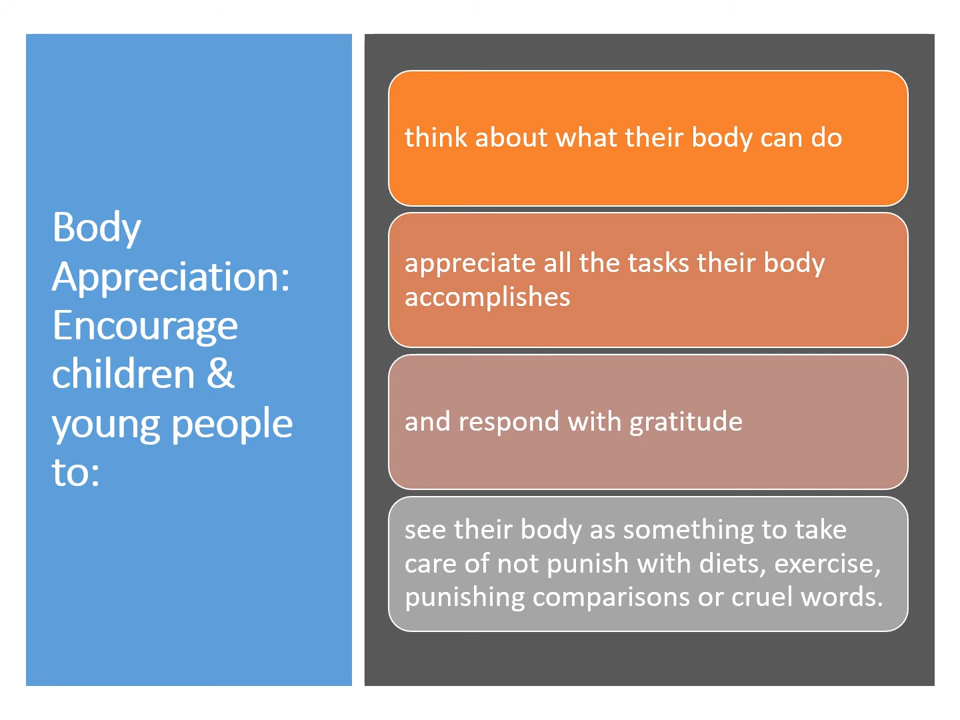 Body
Appreciation:
Encourage
children &
young people
to:
think about what their body can do
appreciate all the tasks their body
accomplishes
and respond with gratitude
see their body as something to take
care of not punish with diets, exercise,
punishing comparisons or cruel words.